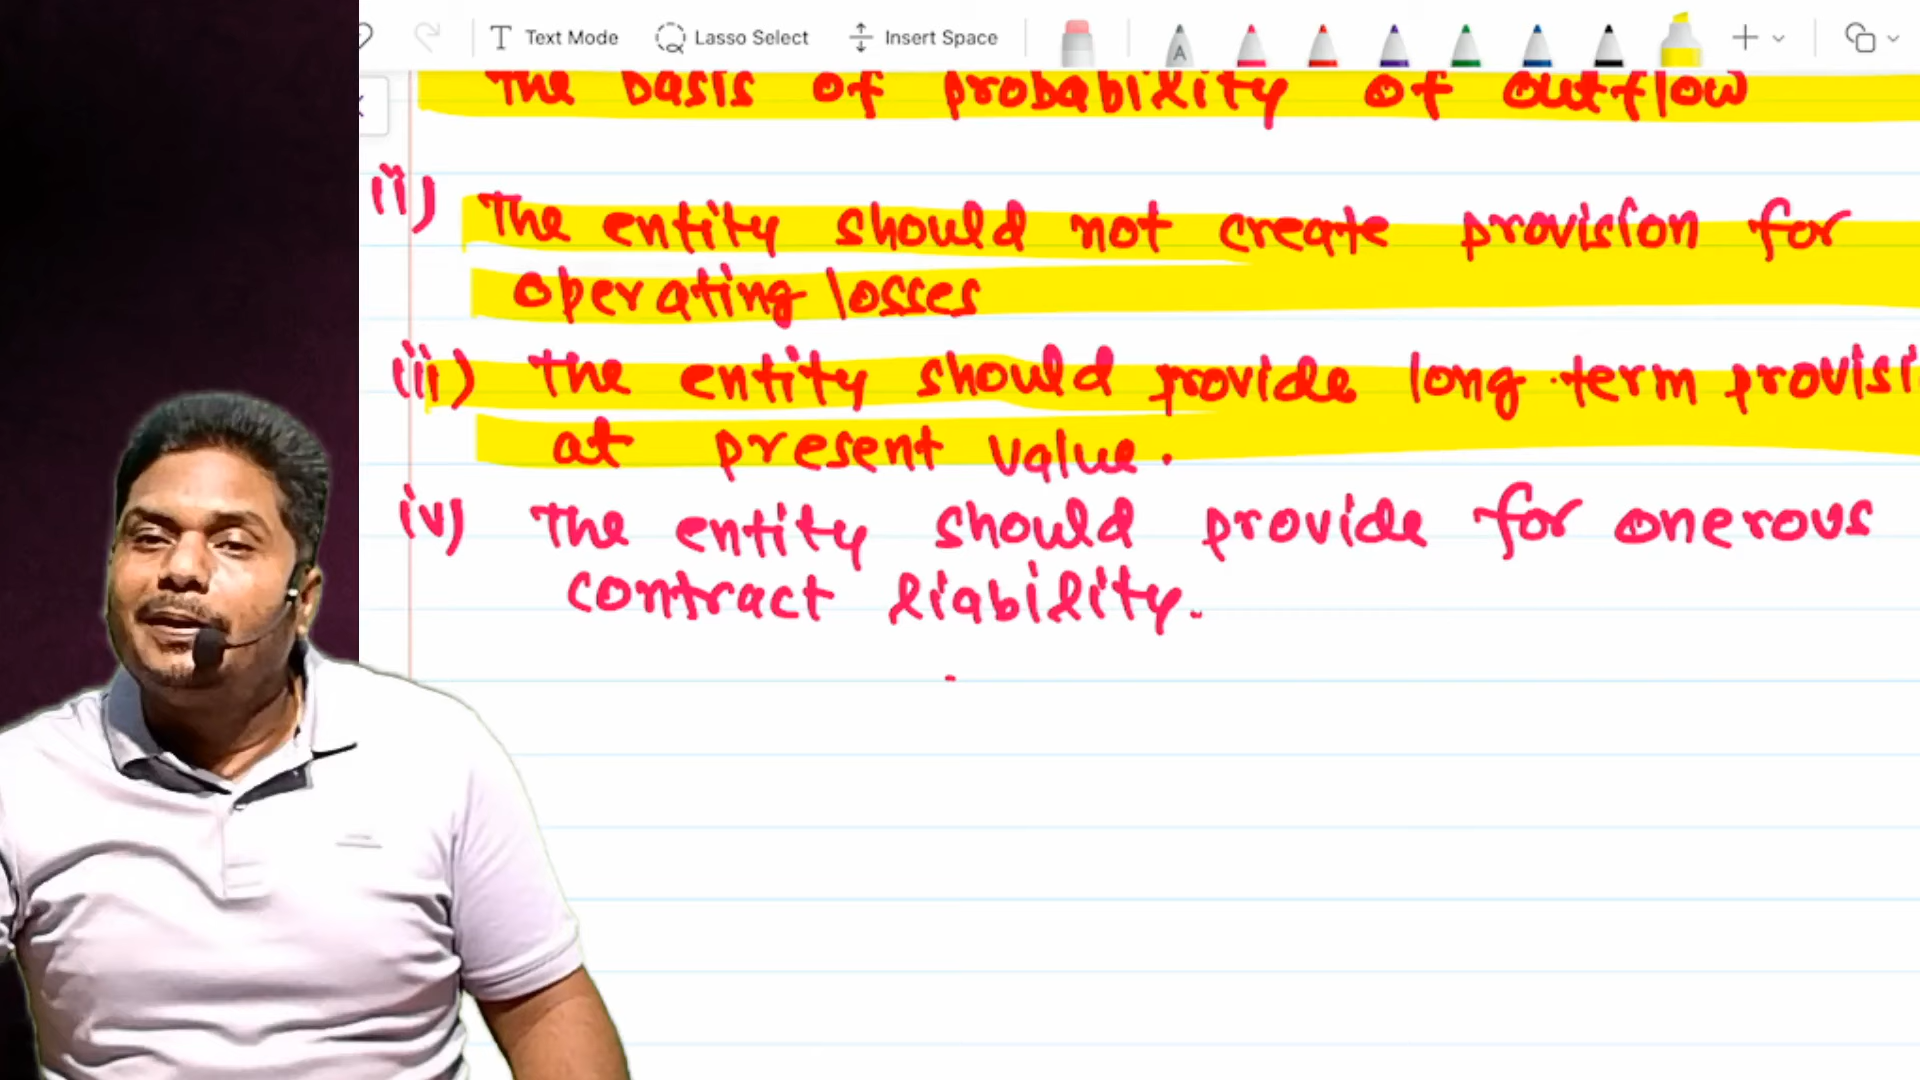 Text Mode Lasso Select Insert Space
A
The basis of probability of outflow
(ii) The entity should not create provision for
operating losses
(ii) The entity should provide long term provisi
at present value.
iv) The entity should provide for onerous
contract liability.